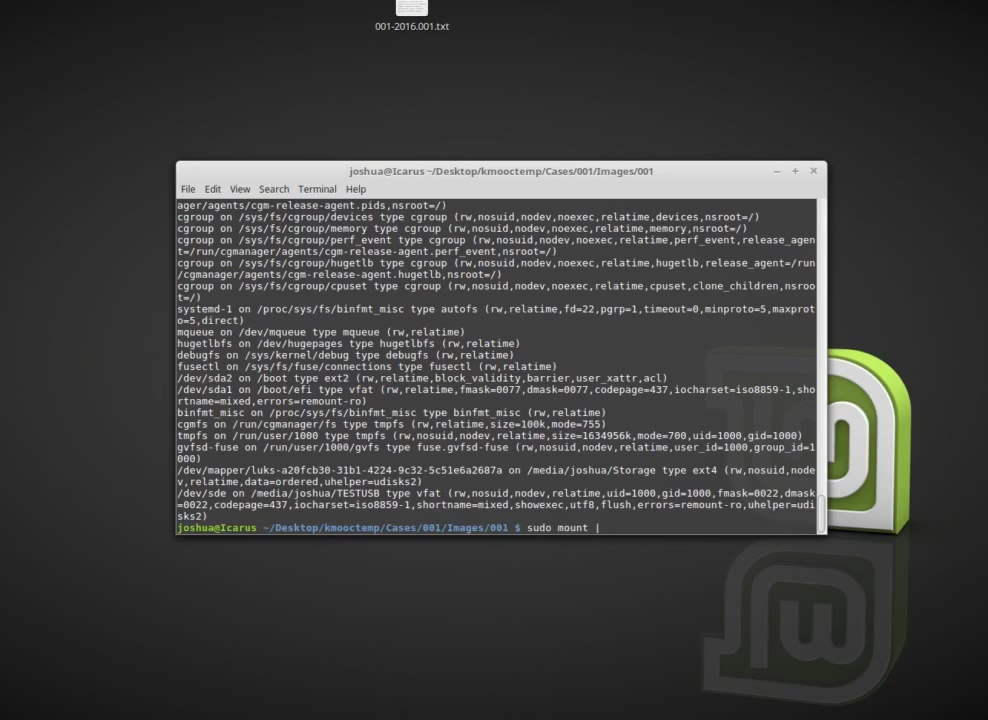 001-2016.001.txt
joshua@Icarus ~/Desktop/kmooctemp/Cases/001/Images/001
File Edit View Search Terminal Help
ager/agents/cgm-release-agent.pids,nsroot=/)
cgroup on /sys/fs/cgroup/devices type cgroup (rw,nosuid,nodev,noexec,relatime,devices,nsroot=/)
cgroup on /sys/fs/cgroup/memory type cgroup (rw,nosuid,nodev,noexec,relatime,memory,nsroot=/)
cgroup on /sys/fs/cgroup/perf_event type cgroup (rw,nosuid,nodev,noexec,relatime,perf_event,release_agen
t=/run/cgmanager/agents/cgm-release-agent.perf_event,nsroot=/)
cgroup on /sys/fs/cgroup/hugetlb type cgroup (rw,nosuid,nodev,noexec,relatime,hugetlb,release_agent=/run
/cgmanager/agents/cgm-release-agent.hugetlb,nsroot=/)
cgroup on /sys/fs/cgroup/cpuset type cgroup (rw,nosuid,nodev,noexec,relatime,cpuset,clone_children,nsroo
t=/)
systemd-1 on /proc/sys/fs/binfmt_misc type autofs (rw,relatime,fd=22,pgrp=1,timeout=0,minproto=5,maxprot
o=5,direct)
mqueue on /dev/mqueue type mqueue (rw,relatime)
hugetlbfs on /dev/hugepages type hugetlbfs (rw,relatime)
debugfs on /sys/kernel/debug type debugfs (rw,relatime)
fusectl on /sys/fs/fuse/connections type fusectl (rw,relatime)
/dev/sda2 on /boot type ext2 (rw,relatime,block_validity,barrier,user_xattr,acl)
/dev/sda1 on /boot/efi type vfat (rw,relatime,fmask=0077,dmask=0077,codepage=437,iocharset=iso8859-1,sho
rtname=mixed,errors=remount-ro)
binfmt_misc on /proc/sys/fs/binfmt_misc type binfmt_misc (rw,relatime)
cgmfs on /run/cgmanager/fs type tmpfs (rw,relatime,size=100k,mode=755)
tmpfs on /run/user/1000 type tmpfs (rw,nosuid,nodev,relatime,size=1634956k,mode=700,uid=1000,gid=1000)
gvfsd-fuse on /run/user/1000/gvfs type fuse.gvfsd-fuse (rw,nosuid,nodev,relatime,user_id=1000,group_id=1
000)
/dev/mapper/luks-a20fcb30-31b1-4224-9c32-5c51e6a2687a on /media/joshua/Storage type ext4 (rw,nosuid,node
v,relatime,data=ordered,uhelper=udisks2)
/dev/sde on /media/joshua/TESTUSB type vfat (rw,nosuid,nodev,relatime,uid=1000,gid=1000,fmask=0022,dmask
=0022,codepage=437,iocharset=iso8859-1,shortname=mixed,showexec,utf8,flush,errors=remount-ro,uhelper=udi
sks2)
joshua@Icarus ~/Desktop/kmooctemp/Cases/001/Images/001 $ sudo mount |